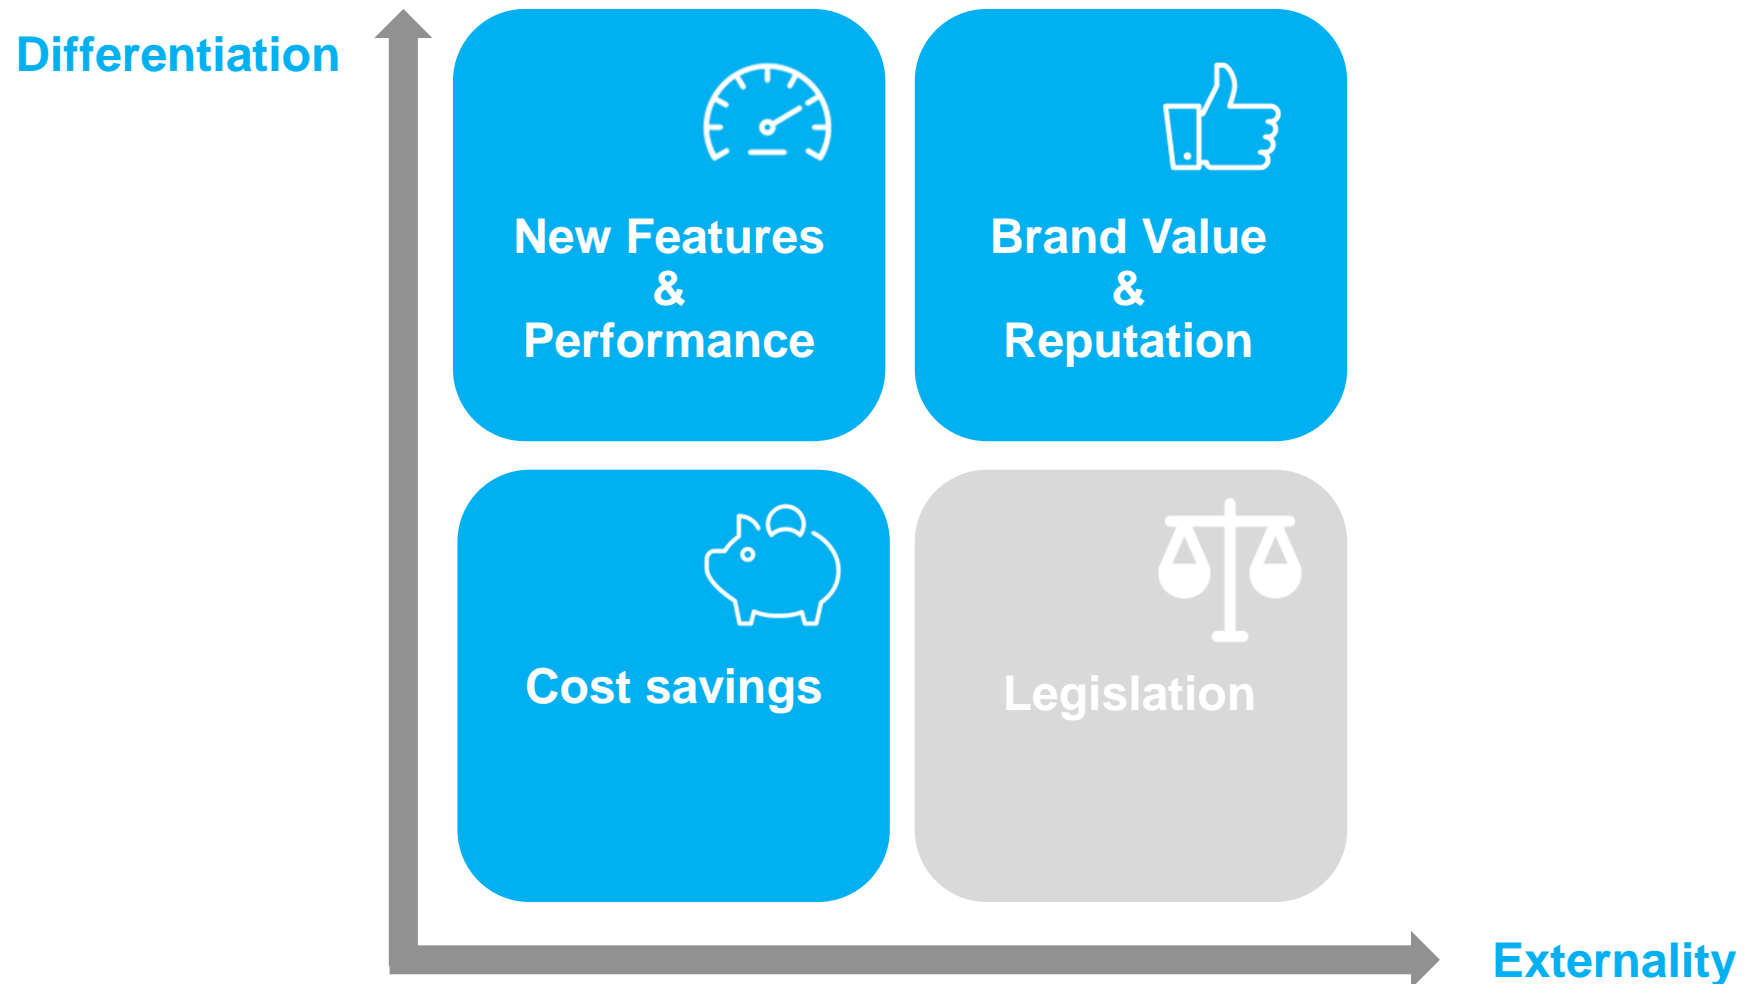 Differentiation
New Features
&
Performance
Brand Value
&
Reputation
Cost savings
Legislation
Externality